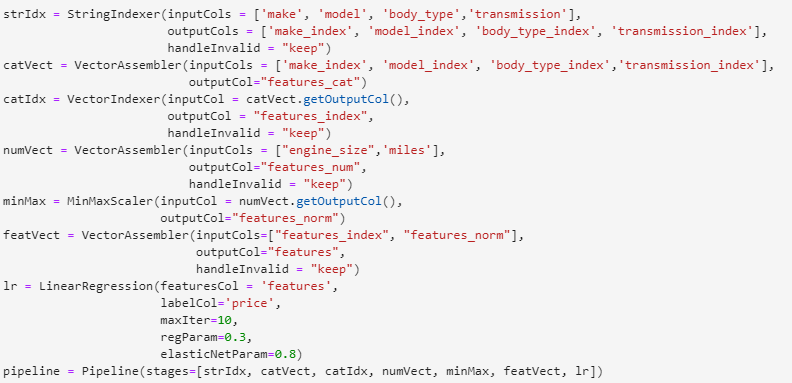 strIdx = StringIndexer(inputCols = ['make', 'model', 'body_type','transmission'],
                       outputCols = ['make_index', 'model_index', 'body_type_index', 'transmission_index'],
                       handleInvalid = "keep")
catVect = VectorAssembler(inputCols = ['make_index', 'model_index', 'body_type_index','transmission_index'],
                          outputCol="features_cat")
catIdx = VectorIndexer(inputCol = catVect.getOutputCol(),
                       outputCol = "features_index",
                       handleInvalid = "keep")
numVect = VectorAssembler(inputCols = ["engine_size",'miles'],
                          outputCol="features_num",
                          handleInvalid = "keep")
minMax = MinMaxScaler(inputCol = numVect.getOutputCol(),
                      outputCol="features_norm")
featVect = VectorAssembler(inputCols=["features_index", "features_norm"],
                           outputCol="features",
                           handleInvalid = "keep")
lr = LinearRegression(featuresCol = 'features',
                      labelCol='price',
                      maxIter=10,
                      regParam=0.3,
                      elasticNetParam=0.8)
pipeline = Pipeline(stages=[strIdx, catVect, catIdx, numVect, minMax, featVect, lr])